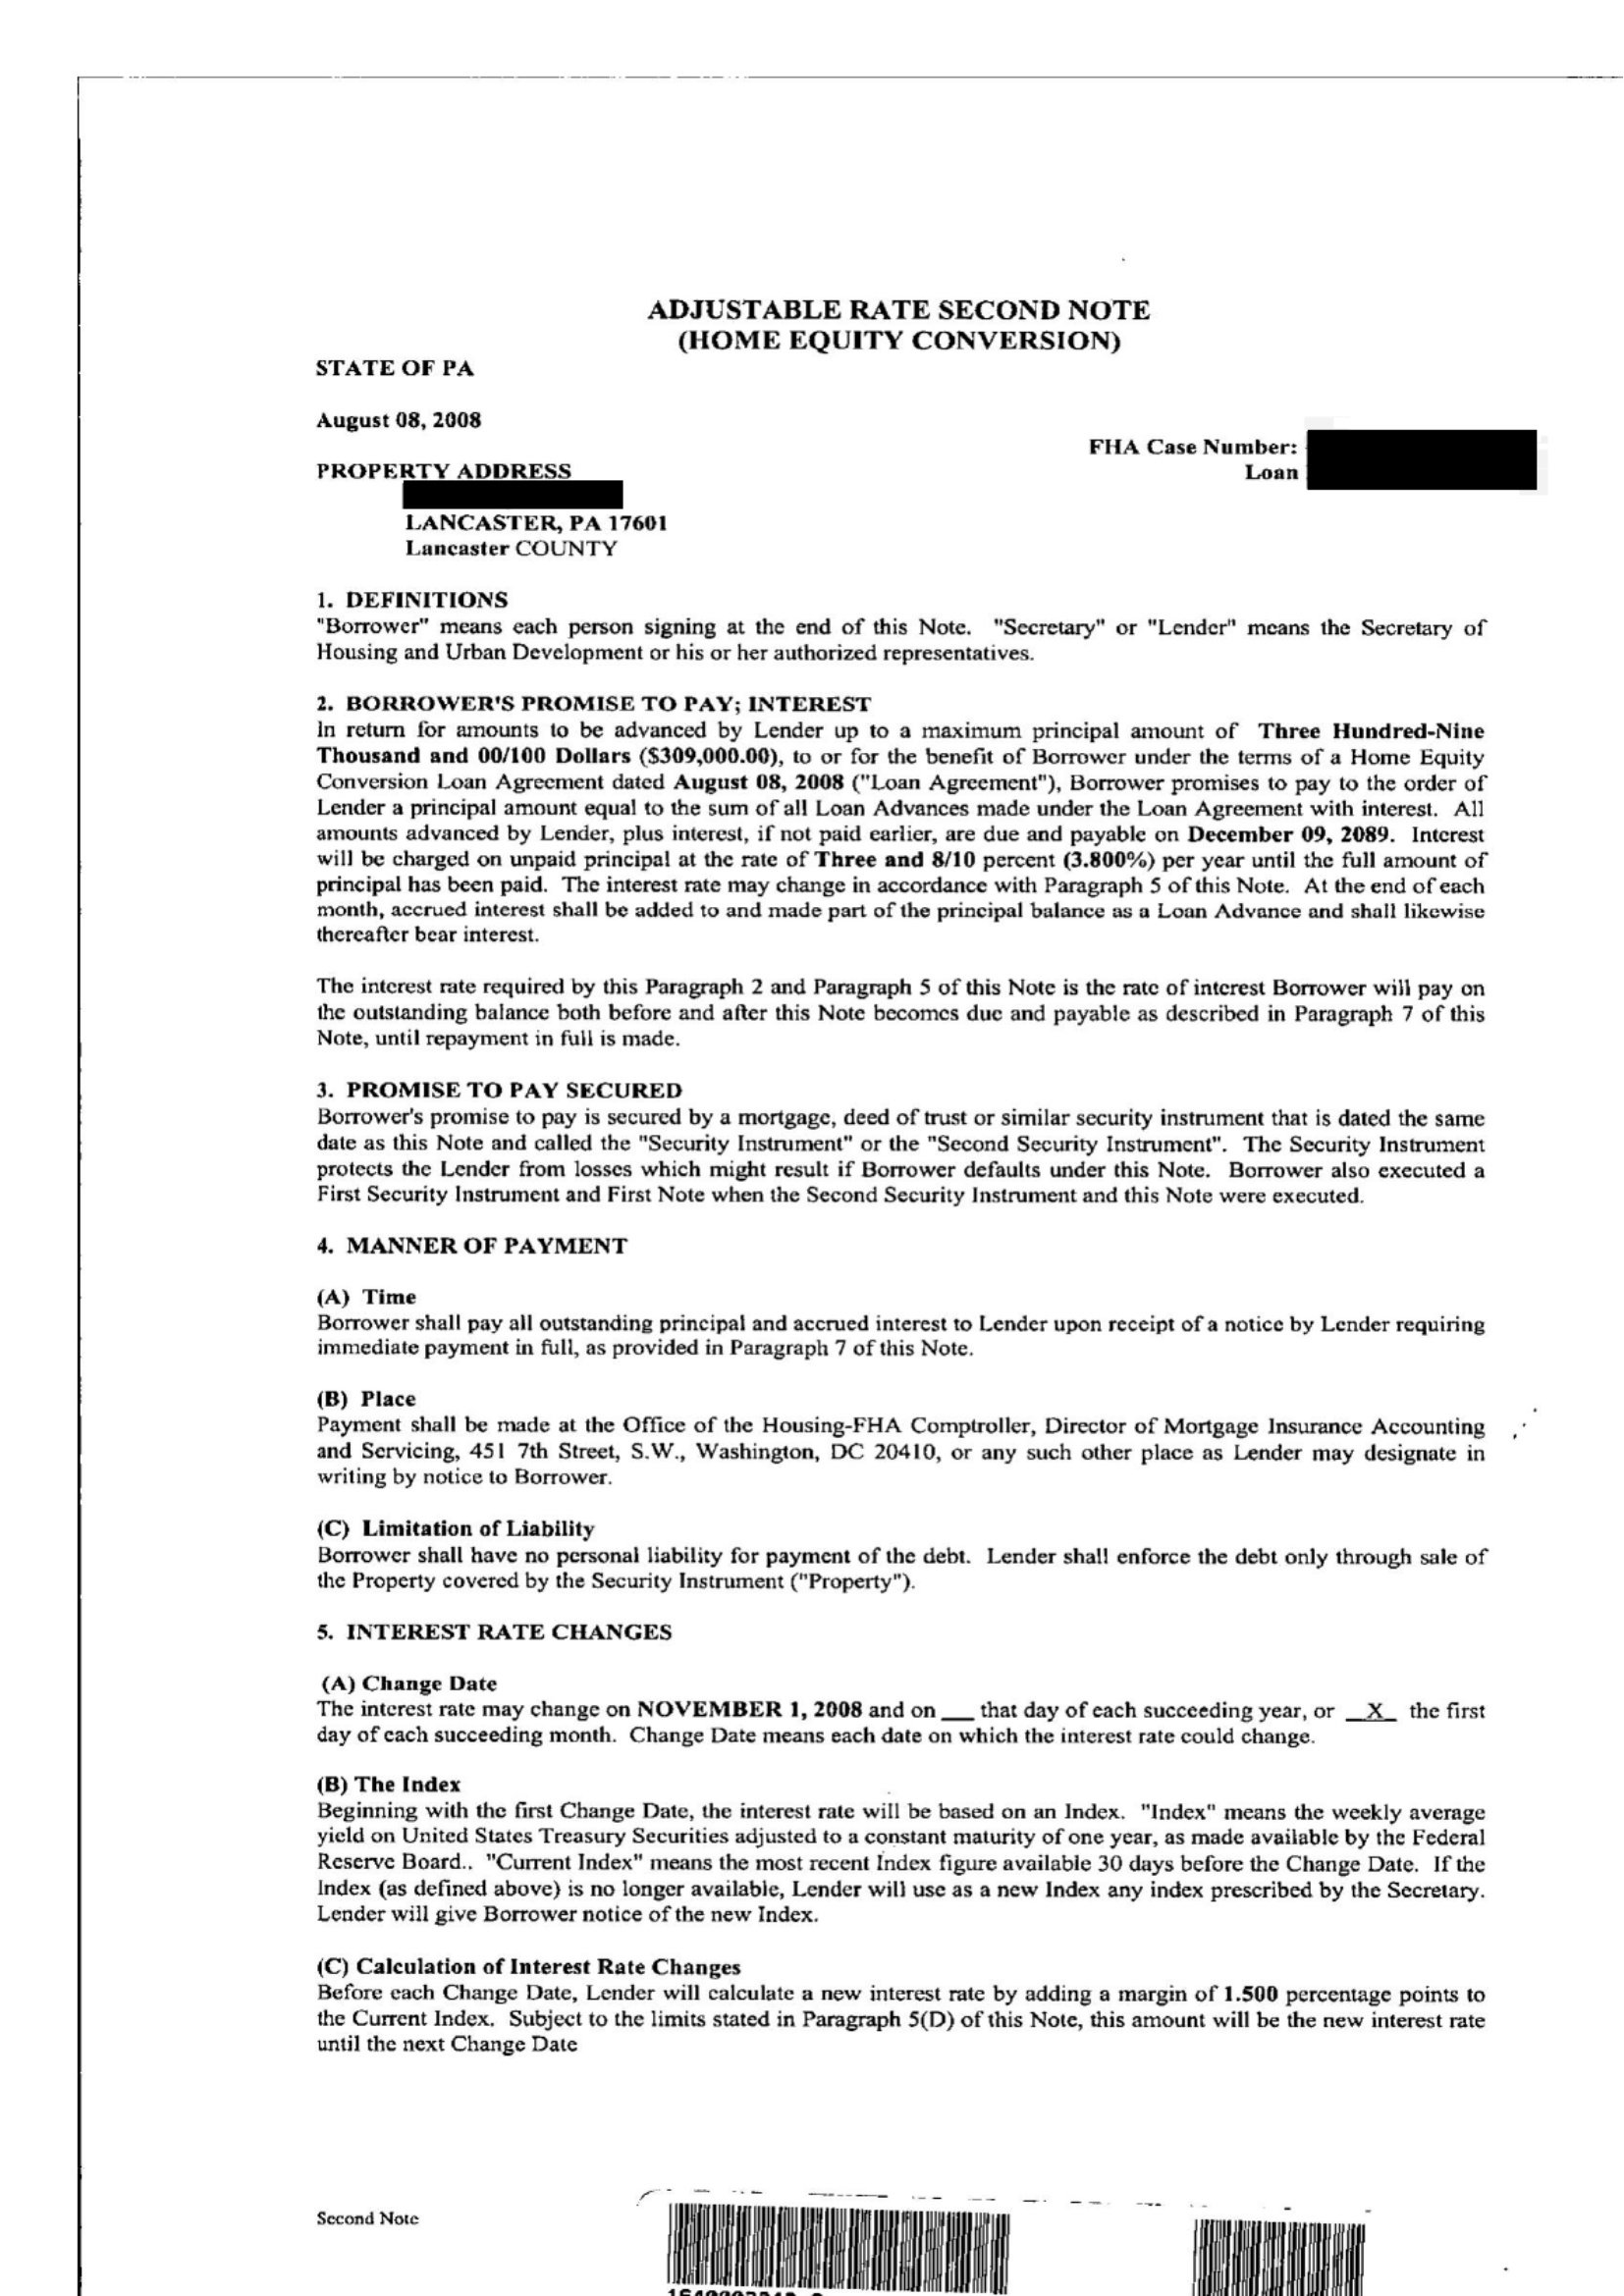 ADJUSTABLE RATE SECOND NOTE
(HOME EQUITY CONVERSION)
STATE OF PA
August 08, 2008
FHA Case Number:
Loan
PROPERTY ADDRESS
LANCASTER, PA 17601
Lancaster COUNTY
1. DEFINITIONS
"Borrower" means each person signing at the end of this Note. "Secretary" or "Lender" means the Secretary of
Housing and Urban Development or his or her authorized representatives.
2. BORROWER'S PROMISE TO PAY; INTEREST
In return for amounts to be advanced by Lender up to a maximum principal amount of Three Hundred-Nine
Thousand and 00/100 Dollars ($309,000.00), to or for the benefit of Borrower under the terms of a Home Equity
Conversion Loan Agreement dated August 08, 2008 ("Loan Agreement"), Borrower promises to pay to the order of
Lender a principal amount equal to the sum of all Loan Advances made under the Loan Agreement with interest. All
amounts advanced by Lender, plus interest, if not paid earlier, are due and payable on December 09, 2089. Interest
will be charged on unpaid principal at the rate of Three and 8/10 percent (3.800%) per year until the full amount of
principal has been paid. The interest rate may change in accordance with Paragraph 5 of this Note. At the end of each
month, accrued interest shall be added to and made part of the principal balance as a Loan Advance and shall likewise
thereafter bear interest.
The interest rate required by this Paragraph 2 and Paragraph 5 of this Note is the rate of interest Borrower will pay on
the outstanding balance both before and after this Note becomes due and payable as described in Paragraph 7 of this
Note, until repayment in full is made.
3. PROMISE TO PAY SECURED
Borrower's promise to pay is secured by a mortgage, deed of trust or similar security instrument that is dated the same
date as this Note and called the "Security Instrument" or the "Second Security Instrument". The Security Instrument
protects the Lender from losses which might result if Borrower defaults under this Note. Borrower also executed a
First Security Instrument and First Note when the Second Security Instrument and this Note were executed.
4. MANNER OF PAYMENT
(A) Time
Borrower shall pay all outstanding principal and accrued interest to Lender upon receipt of a notice by Lender requiring
immediate payment in full, as provided in Paragraph 7 of this Note.
(B) Place
Payment shall be made at the Office of the Housing-FHA Comptroller, Director of Mortgage Insurance Accounting
and Servicing, 451 7th Street, S.W., Washington, DC 20410, or any such other place as Lender may designate in
writing by notice to Borrower.
(C) Limitation of Liability
Borrower shall have no personal liability for payment of the debt. Lender shall enforce the debt only through sale of
the Property covered by the Security Instrument ("Property").
5. INTEREST RATE CHANGES
(A) Change Date
The interest rate may change on NOVEMBER 1, 2008 and on ___ that day of each succeeding year, or _X_ the first
day of each succeeding month. Change Date means each date on which the interest rate could change.
(B) The Index
Beginning with the first Change Date, the interest rate will be based on an Index. "Index" means the weekly average
yield on United States Treasury Securities adjusted to a constant maturity of one year, as made available by the Federal
Reserve Board.. "Current Index" means the most recent Index figure available 30 days before the Change Date. If the
Index (as defined above) is no longer available, Lender will use as a new Index any index prescribed by the Secretary.
Lender will give Borrower notice of the new Index.
(C) Calculation of Interest Rate Changes
Before each Change Date, Lender will calculate a new interest rate by adding a margin of 1.500 percentage points to
the Current Index. Subject to the limits stated in Paragraph 5(D) of this Note, this amount will be the new interest rate
until the next Change Date
Second Note